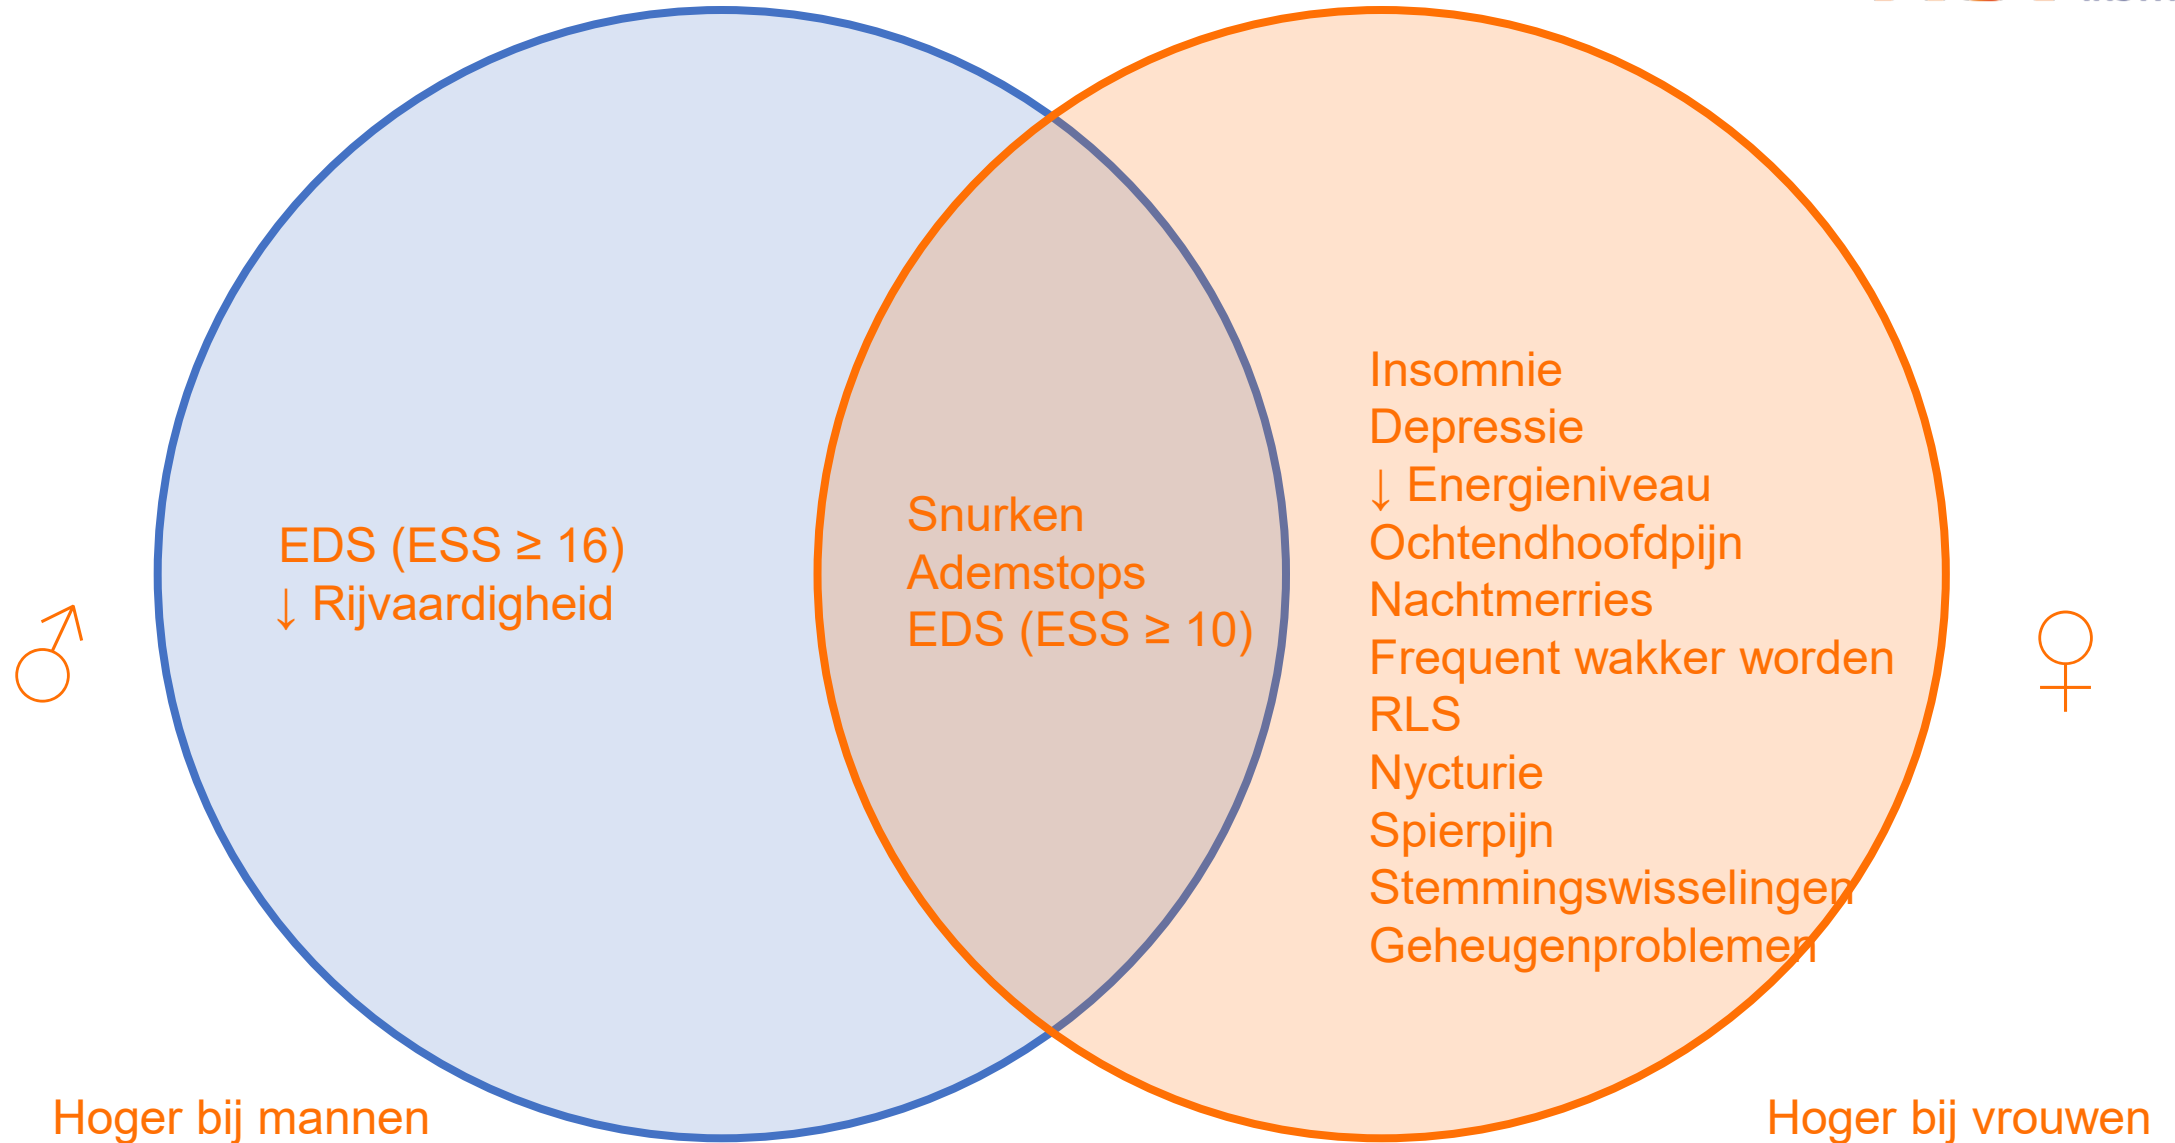 EDS (ESS ≥ 16)
↓ Rijvaardigheid
Snurken
Ademstops
EDS (ESS ≥ 10)
Insomnie
Depressie
↓ Energieniveau
Ochtendhoofdpijn
Nachtmerries
Frequent wakker worden
RLS
Nycturie
Spierpijn
Stemmingswisselingen
Geheugenproblemen
Hoger bij mannen
Hoger bij vrouwen